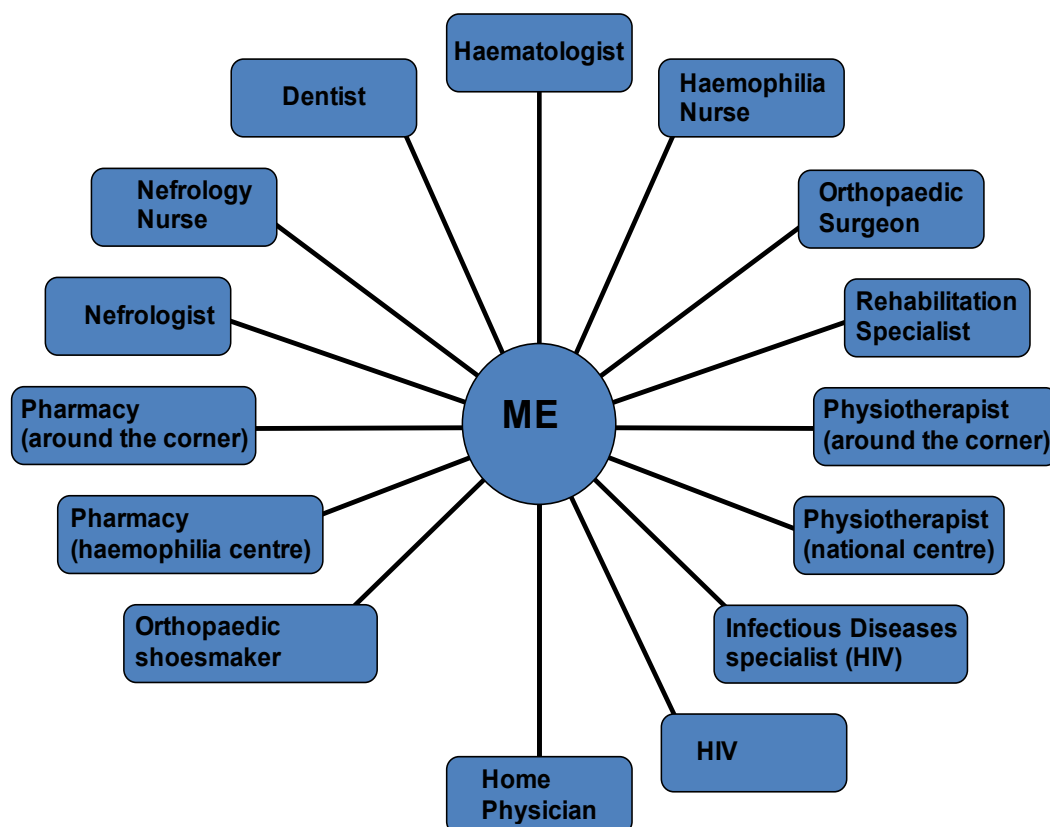 Haematologist
Haemophilia
Nurse
Dentist
Nefrology
Nurse
Orthopaedic
Surgeon
Nefrologist
Rehabilitation
Specialist
ME
Pharmacy
(around the corner)
Physiotherapist
(around the corner)
Pharmacy
(haemophilia centre)
Physiotherapist
(national centre)
Orthopaedic
shoesmaker
Infectious Diseases
specialist (HIV)
HIV
Home
Physician